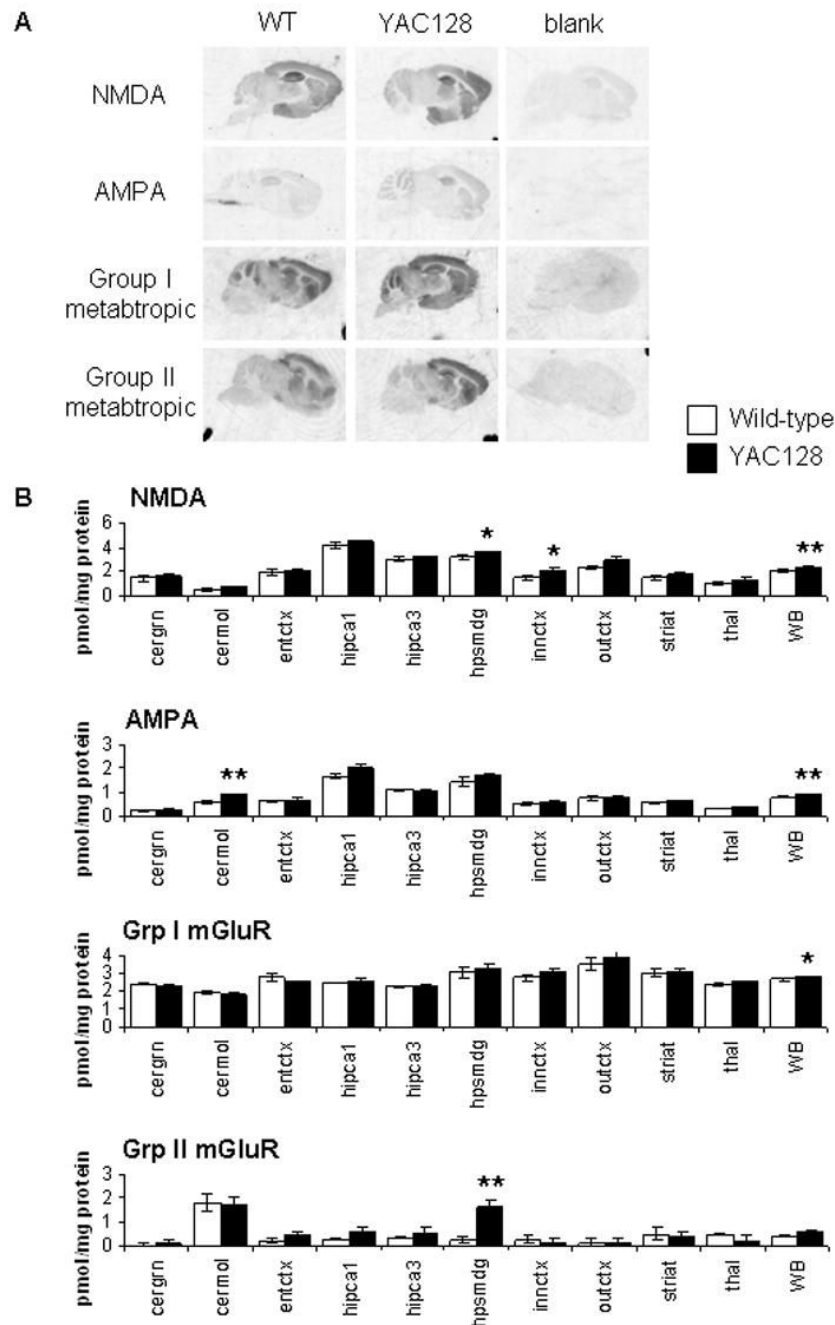 A
WT YAC128 blank
NMDA
AMPA
Group I
metabtropic
Group II
metabtropic
Wild-type
YAC128
B
NMDA
pmol/mg protein
6
4
2
0
* * **
cergrn cermol entctx hipca1 hipca3 hpsmdg innctx outctx striat thal WB
AMPA
pmol/mg protein
3
2
1
0
** **
cergrn cermol entctx hipca1 hipca3 hpsmdg innctx outctx striat thal WB
Grp I mGluR
pmol/mg protein
4
3
2
1
0
*
cergrn cermol entctx hipca1 hipca3 hpsmdg innctx outctx striat thal WB
Grp II mGluR
pmol/mg protein
3
2
1
0
**
cergrn cermol entctx hipca1 hipca3 hpsmdg innctx outctx striat thal WB